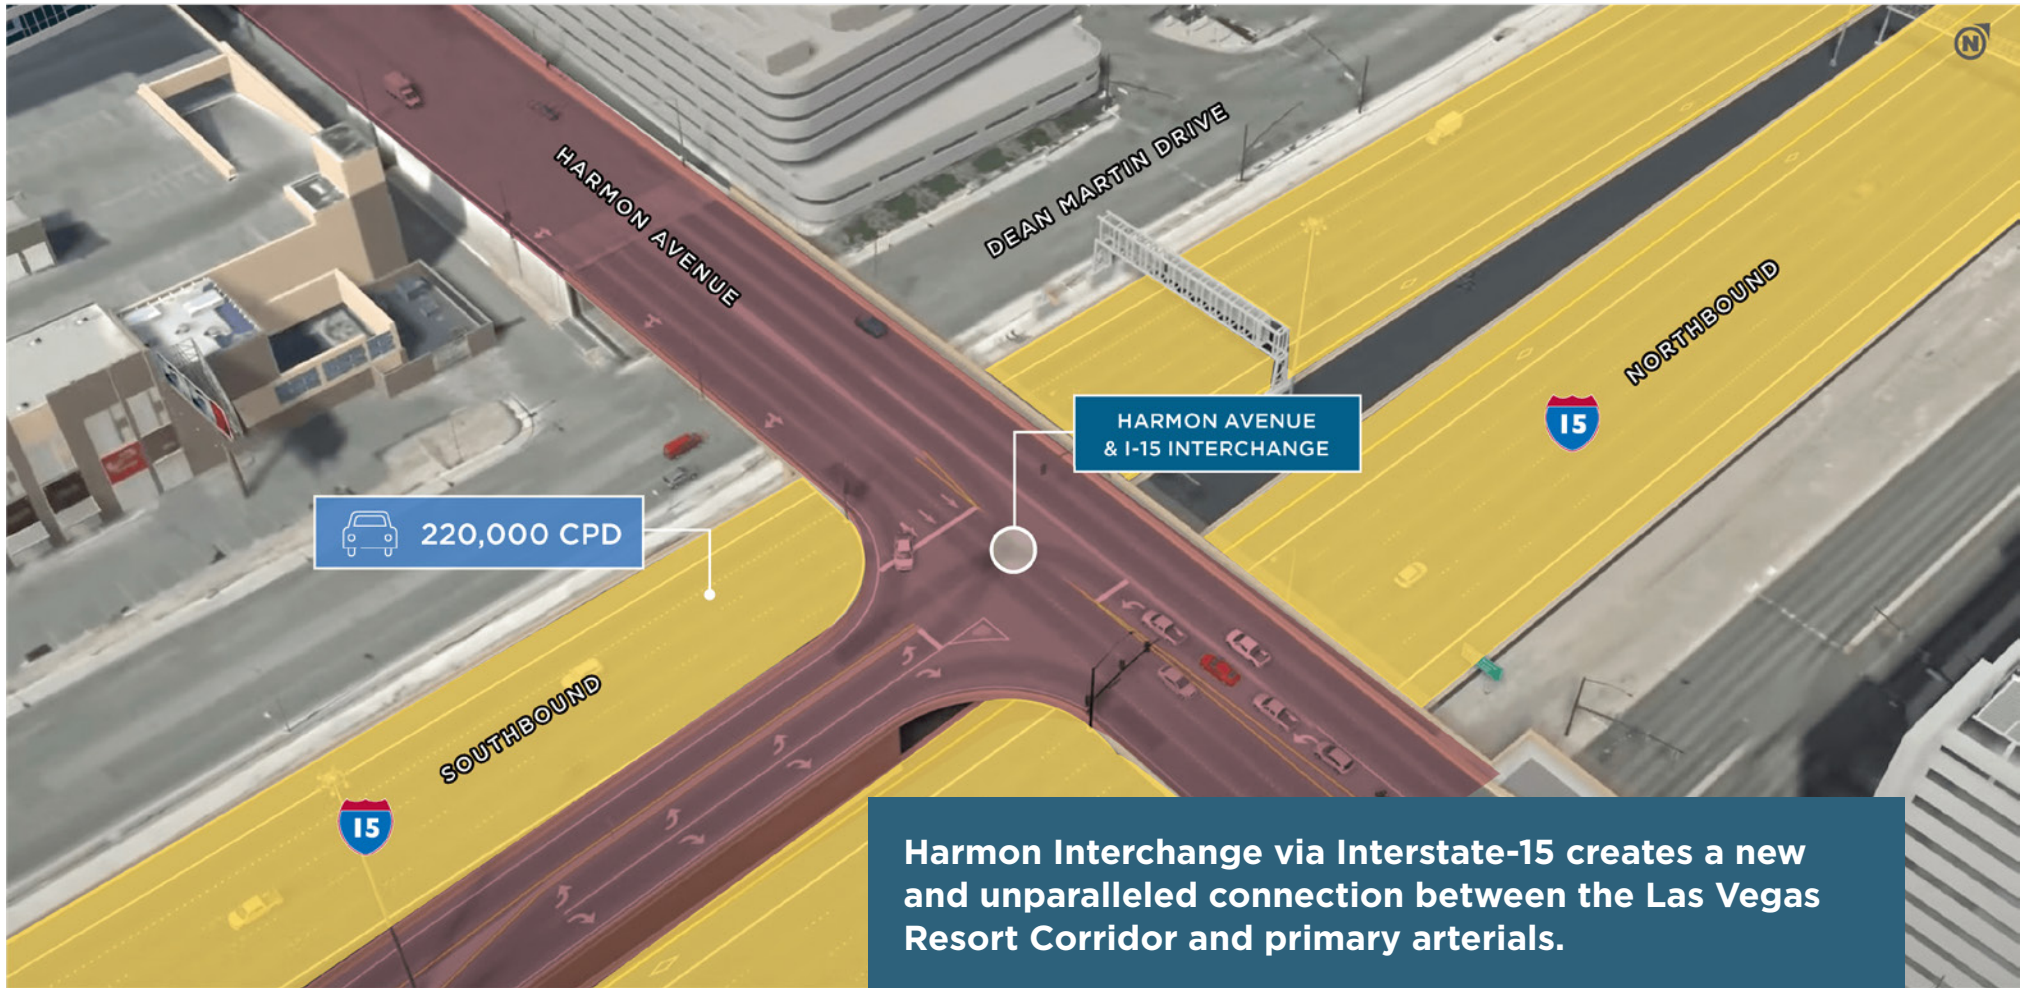 N
HARMON AVENUE
DEAN MARTIN DRIVE
NORTHBOUND
15
HARMON AVENUE
& I-15 INTERCHANGE
220,000 CPD
SOUTHBOUND
15
Harmon Interchange via Interstate-15 creates a new
and unparalleled connection between the Las Vegas
Resort Corridor and primary arterials.